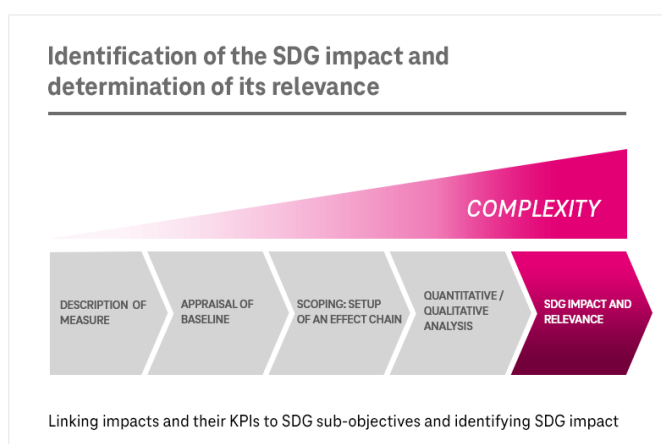 Identification of the SDG impact and
determination of its relevance
COMPLEXITY
DESCRIPTION OF
MEASURE
APPRAISAL OF
BASELINE
SCOPING: SETUP
OF AN EFFECT CHAIN
QUANTITATIVE /
QUALITATIVE
ANALYSIS
SDG IMPACT AND
RELEVANCE
Linking impacts and their KPIs to SDG sub-objectives and identifying SDG impact